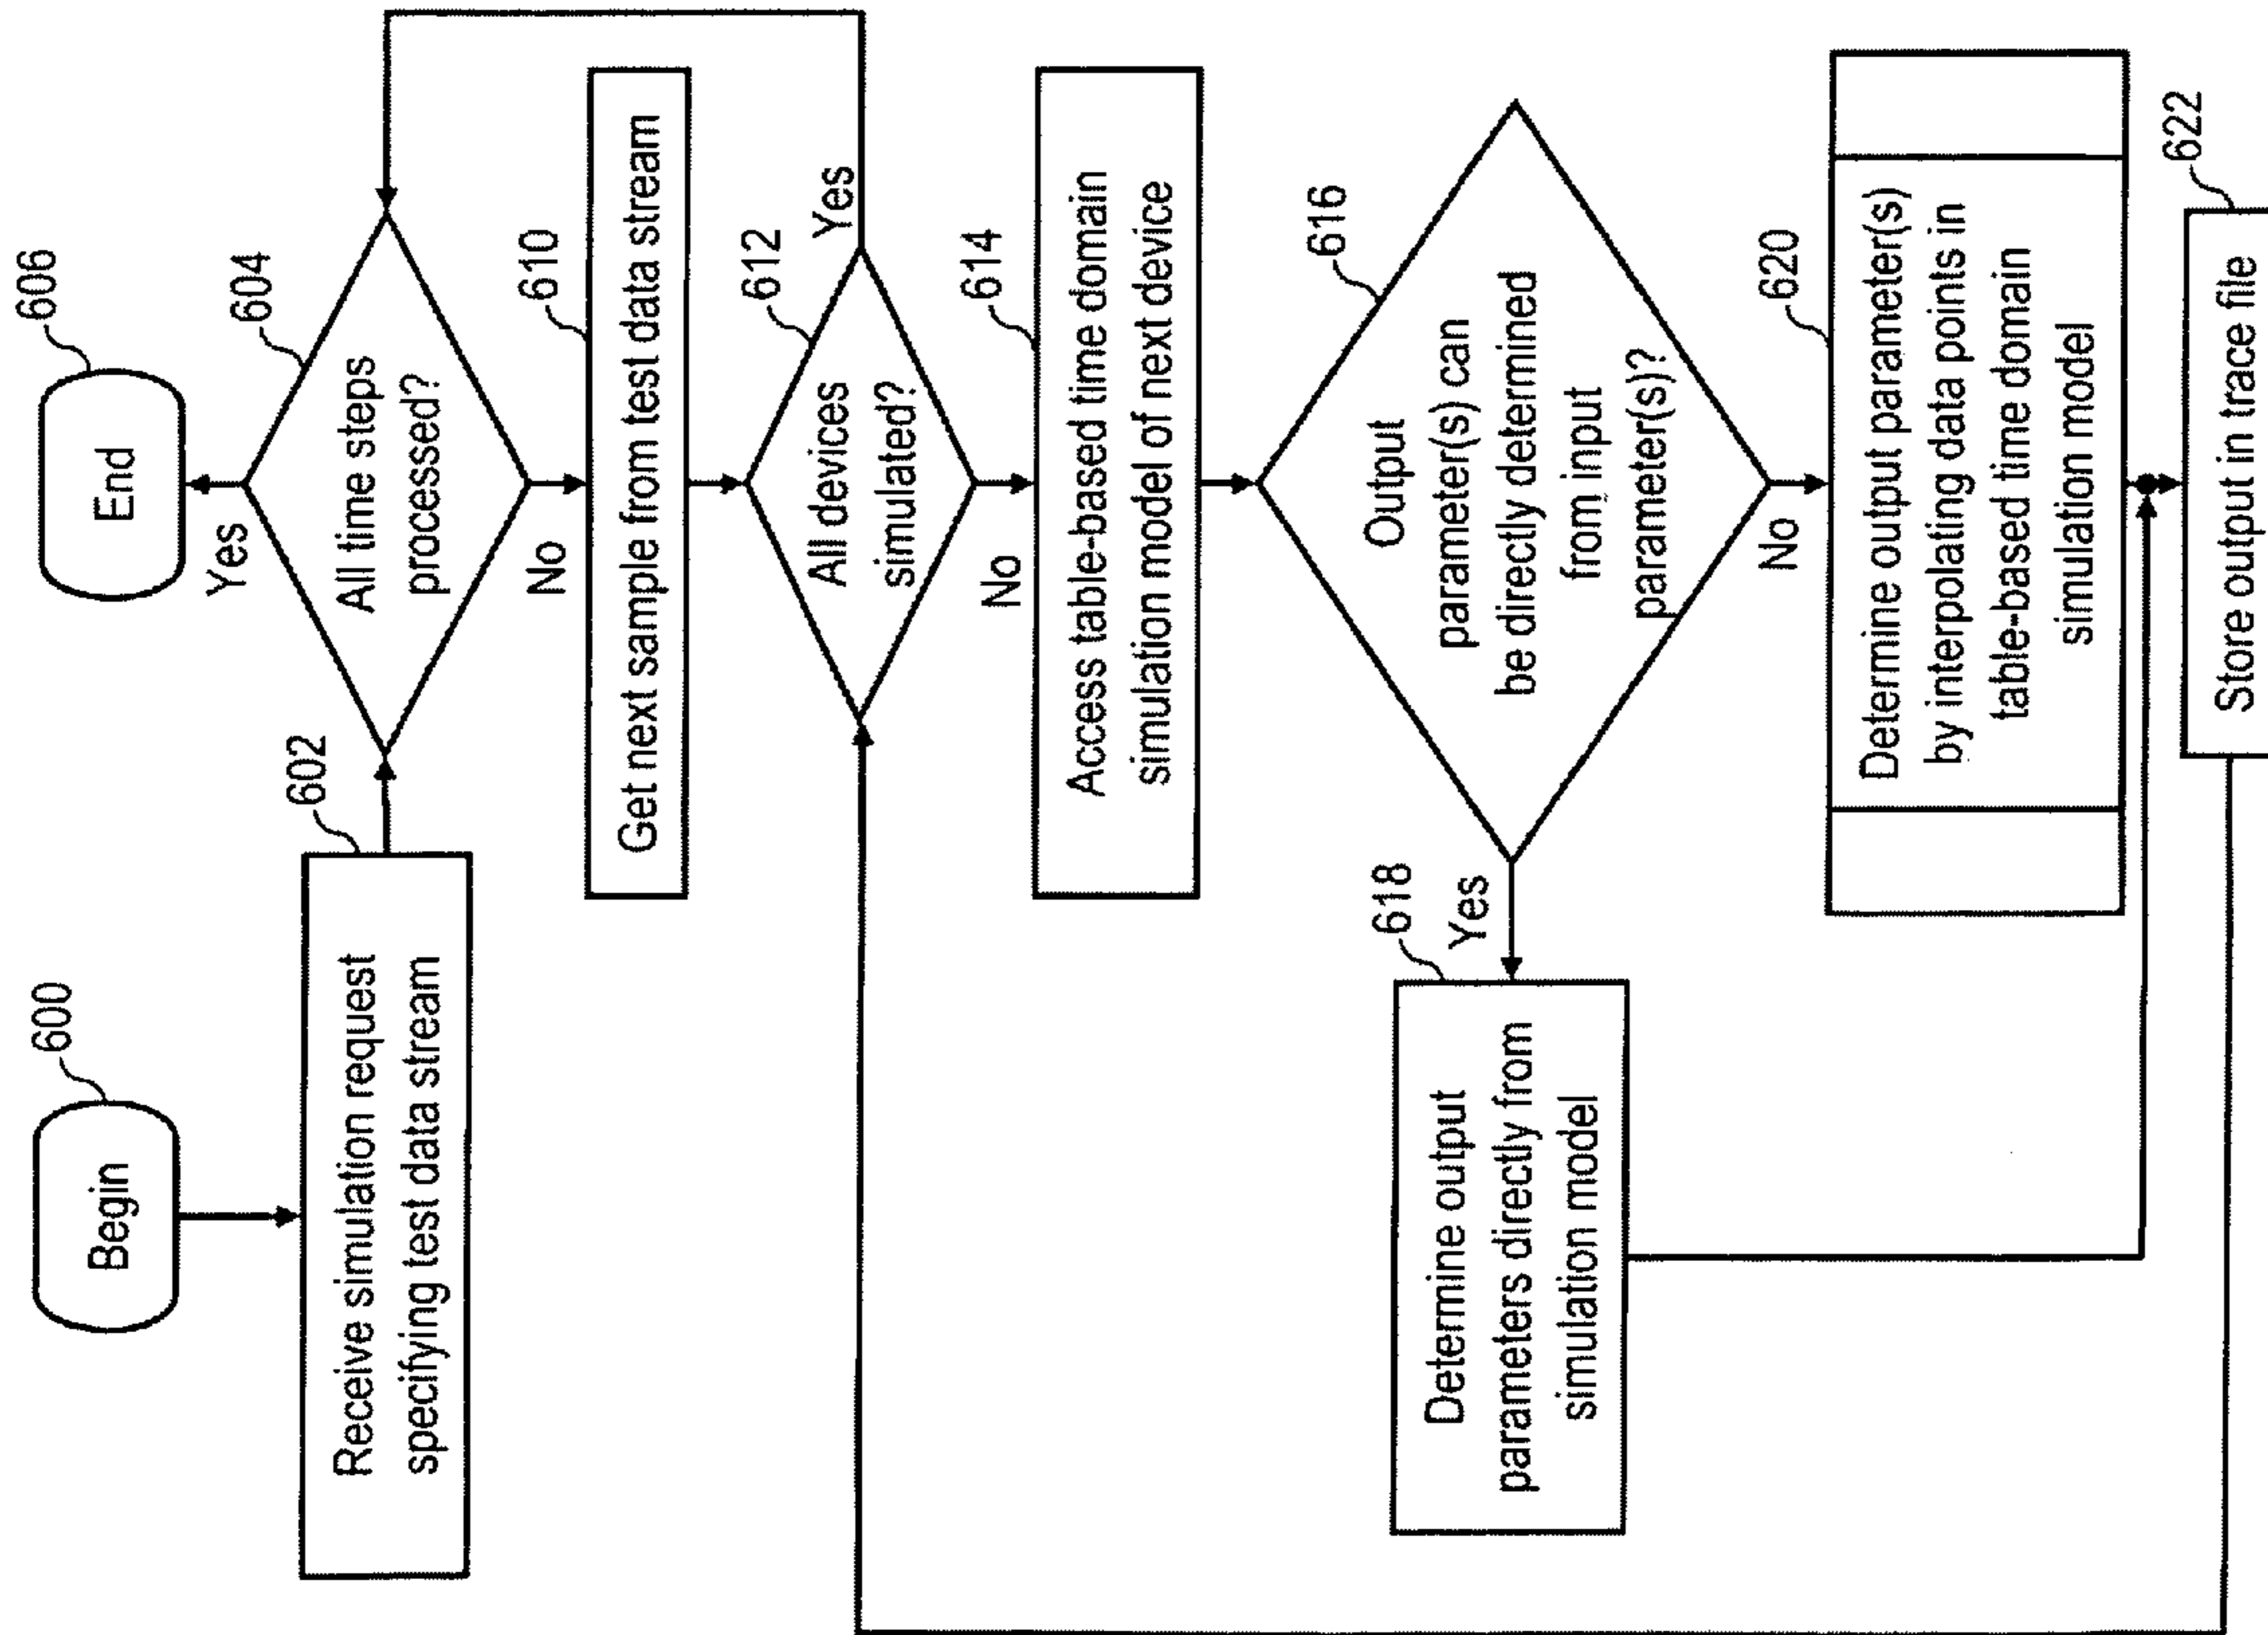 600
Begin
602
Receive simulation request
specifying test data stream
604
All time steps
processed?
Yes
No
606
End
610
Get next sample from test data stream
612
All devices
simulated?
Yes
No
614
Access table-based time domain
simulation model of next device
616
Output
parameter(s) can
be directly determined
from input
parameter(s)?
Yes
No
618
Determine output
parameters directly from
simulation model
620
Determine output parameter(s)
by interpolating data points in
table-based time domain
simulation model
622
Store output in trace file